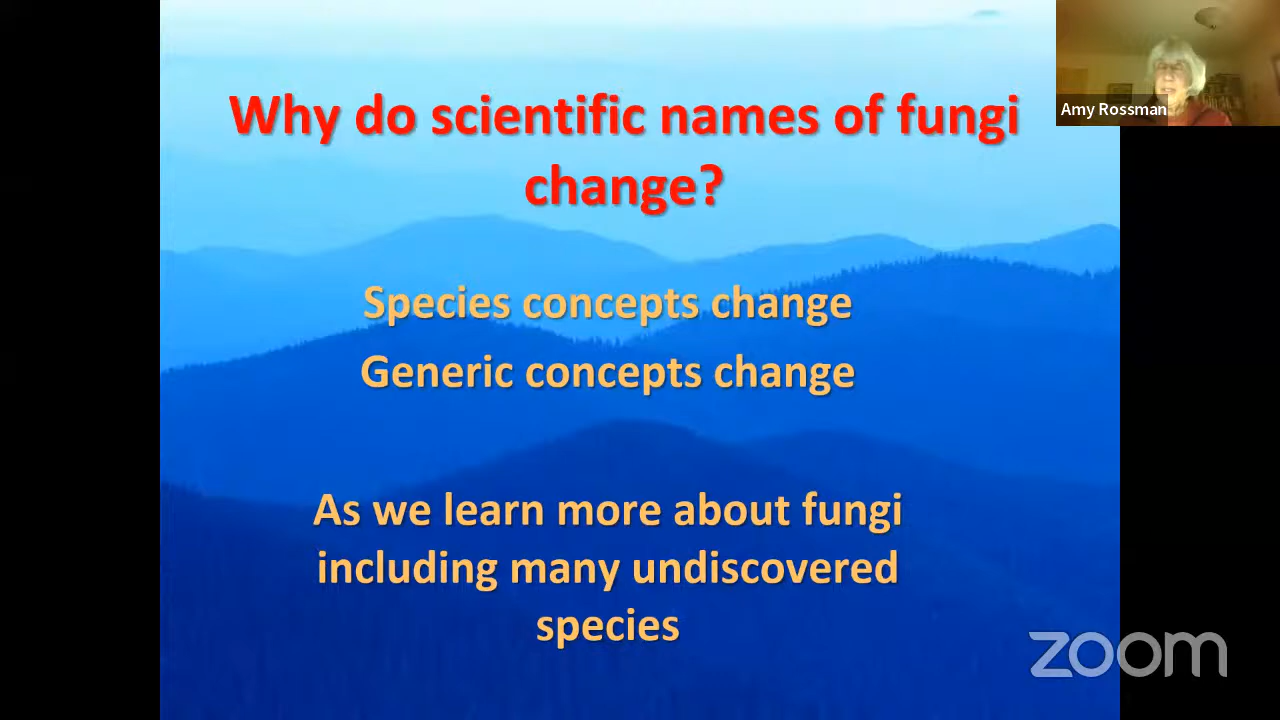 Why do scientific names of fungi
change?
Amy Rossman
Species concepts change
Generic concepts change
As we learn more about fungi
including many undiscovered
species
zoom